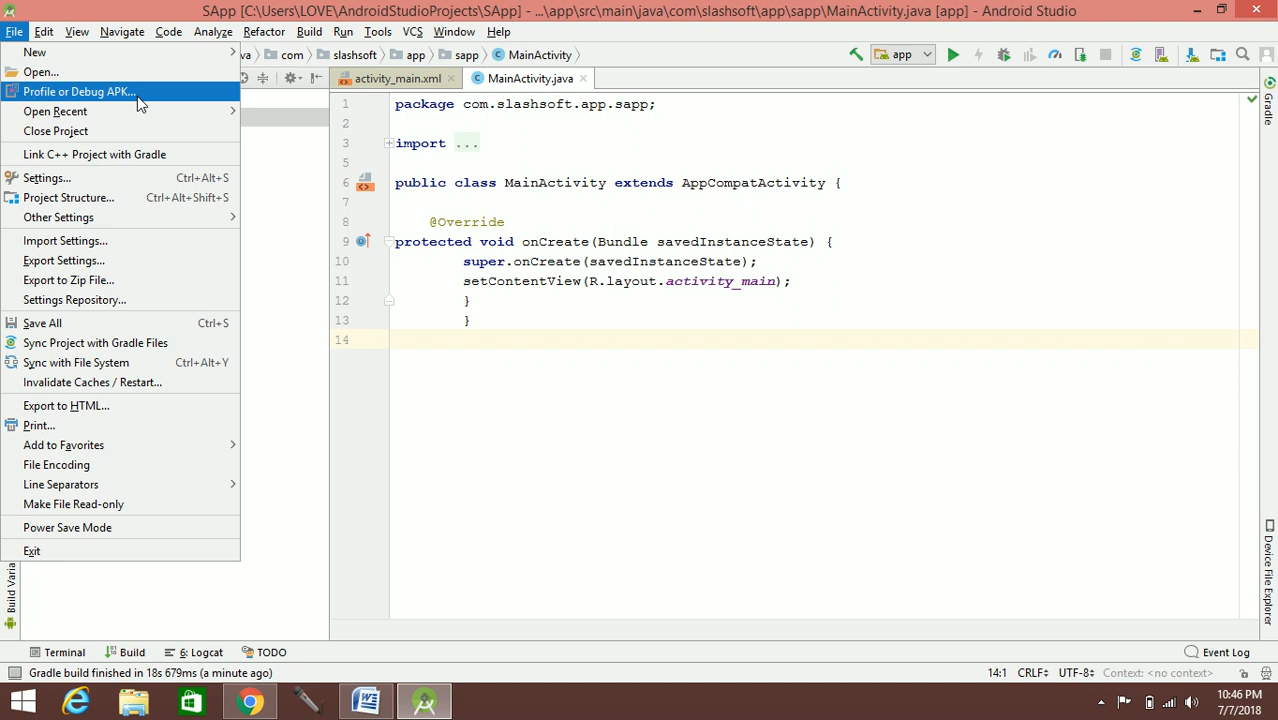 SApp [C:\Users\LOVE\AndroidStudioProjects\SApp] - ...\app\src\main\java\com\slashsoft\app\sapp\MainActivity.java [app] - Android Studio
File Edit View Navigate Code Analyze Refactor Build Run Tools VCS Window Help
va com slashsoft app sapp MainActivity app
activity_main.xml MainActivity.java
New
Open...
Profile or Debug APK...
Open Recent
Close Project
Link C++ Project with Gradle
Settings... Ctrl+Alt+S
Project Structure... Ctrl+Alt+Shift+S
Other Settings
Import Settings...
Export Settings...
Export to Zip File...
Settings Repository...
Save All Ctrl+S
Sync Project with Gradle Files
Sync with File System Ctrl+Alt+Y
Invalidate Caches / Restart...
Export to HTML...
Print...
Add to Favorites
File Encoding
Line Separators
Make File Read-only
Power Save Mode
Exit
1 package com.slashsoft.app.sapp;
2
3 import ...
5
6 public class MainActivity extends AppCompatActivity {
7
8 @Override
9 protected void onCreate(Bundle savedInstanceState) {
10 super.onCreate(savedInstanceState);
11 setContentView(R.layout.activity_main);
12 }
13 }
14
Gradle
Device File Explorer
Build Varia
Terminal Build 6: Logcat TODO Event Log
Gradle build finished in 18s 679ms (a minute ago) 14:1 CRLF UTF-8 Context: <no context>
10:46 PM
7/7/2018